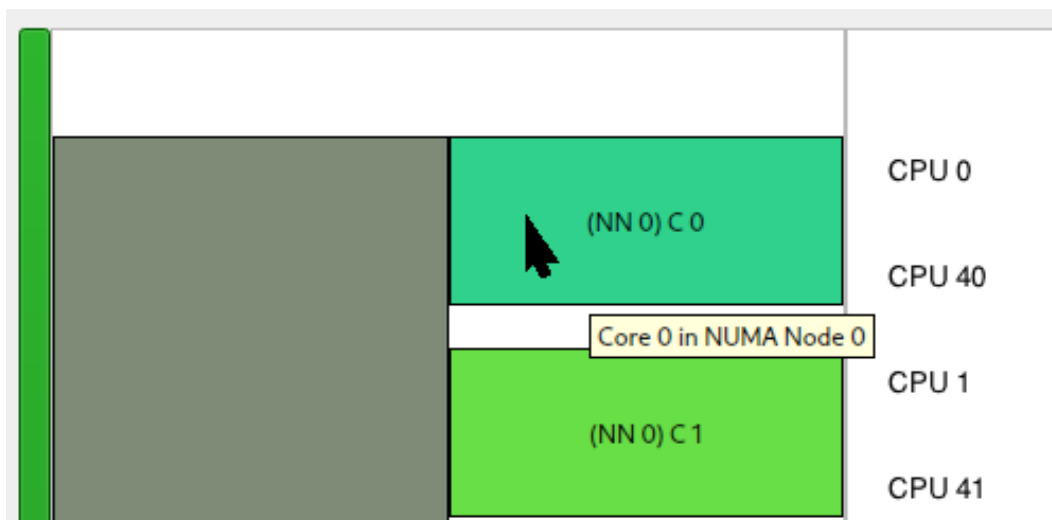 CPU 0
(NN 0) C 0
CPU 40
Core 0 in NUMA Node 0
CPU 1
(NN 0) C 1
CPU 41